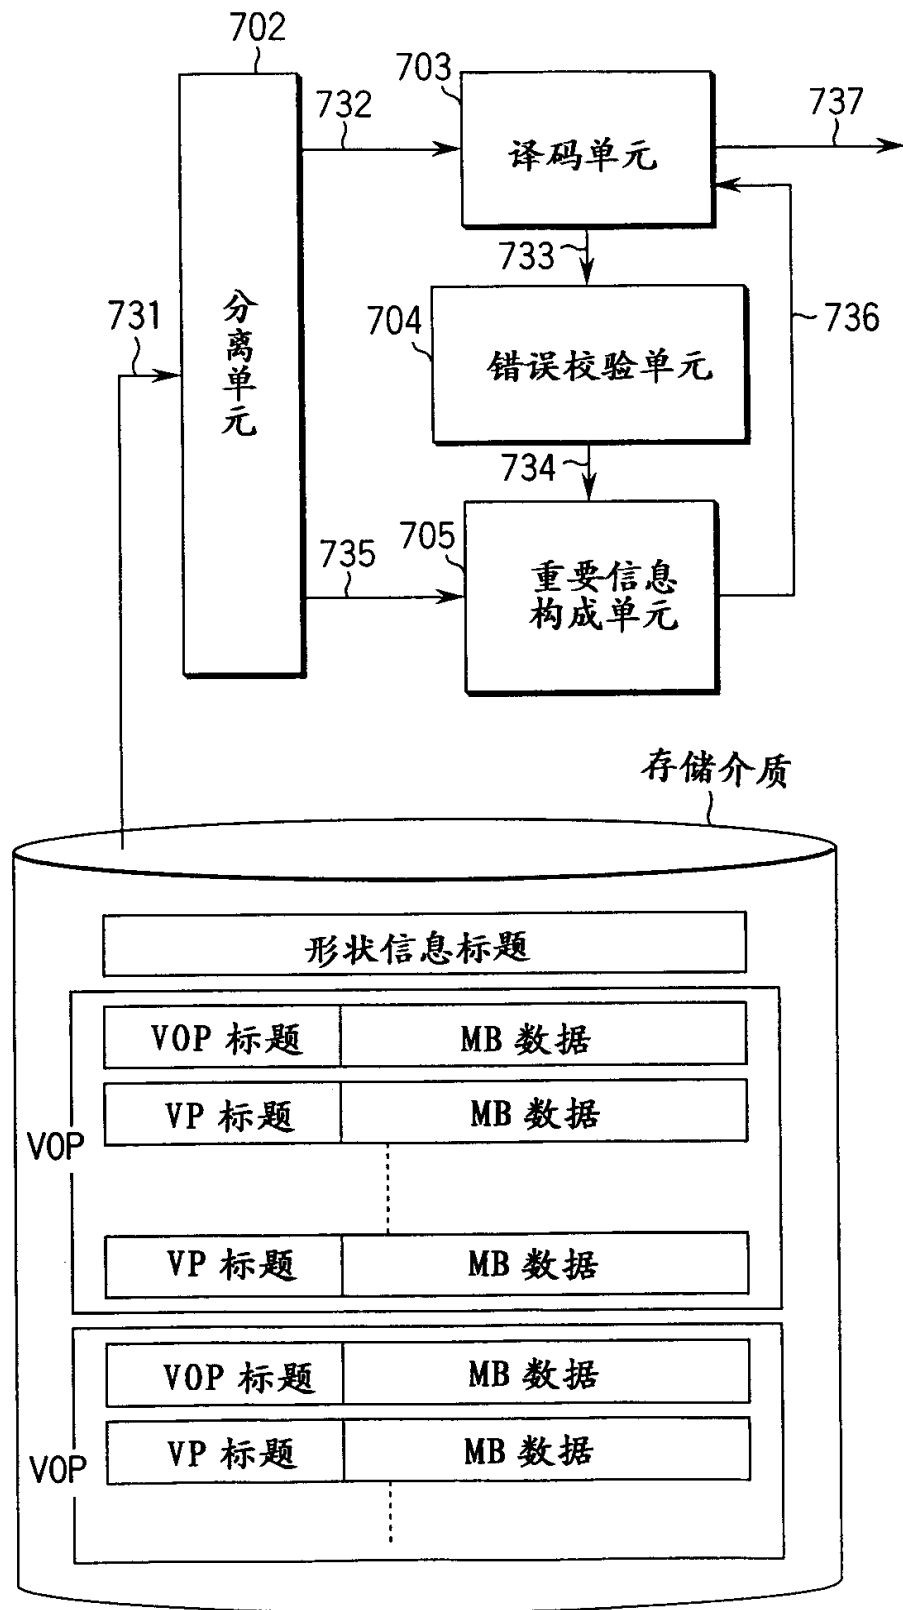 702
703
732
737
译码单元
733
731
704
736
分离单元
错误校验单元
734
705
735
重要信息
构成单元
存储介质
形状信息标题
VOP 标题 MB 数据
VP 标题 MB 数据
VOP
VP 标题 MB 数据
VOP 标题 MB 数据
VP 标题 MB 数据
VOP